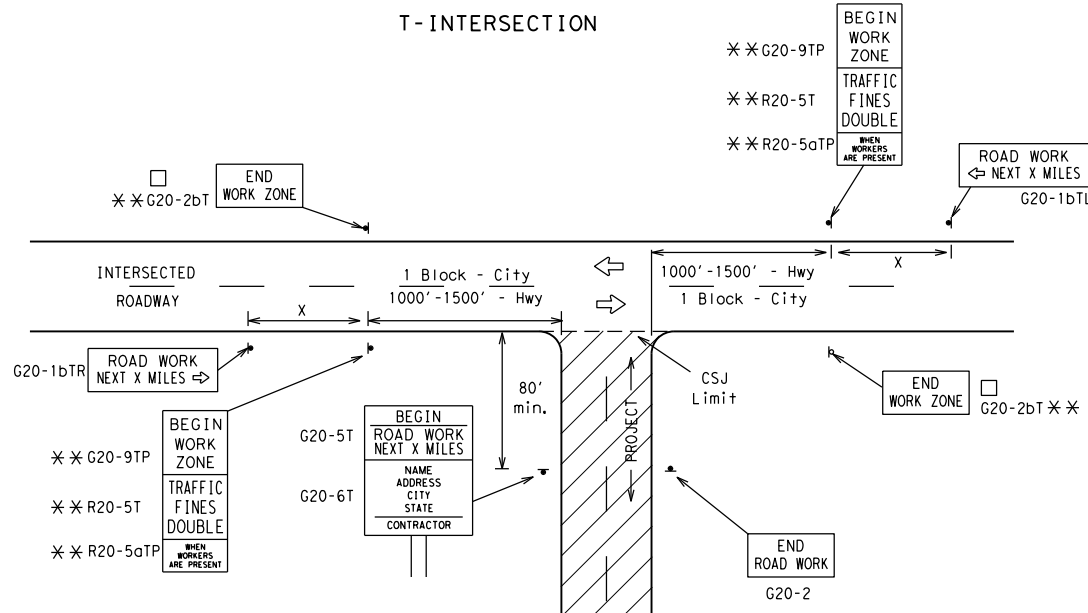 T-INTERSECTION
✱✱G20-9TP
BEGIN
WORK
ZONE
✱✱R20-5T
TRAFFIC
FINES
DOUBLE
✱✱R20-5aTP
WHEN
WORKERS
ARE PRESENT
ROAD WORK
⇦ NEXT X MILES
G20-1bTL
□
✱✱G20-2bT
END
WORK ZONE
INTERSECTED
ROADWAY
1 Block - City
1000'-1500' - Hwy
X
1000'-1500' - Hwy
1 Block - City
X
G20-1bTR
ROAD WORK
NEXT X MILES ⇨
80'
min.
CSJ
Limit
END
WORK ZONE
□
G20-2bT ✱✱
✱✱G20-9TP
BEGIN
WORK
ZONE
✱✱R20-5T
TRAFFIC
FINES
DOUBLE
✱✱R20-5aTP
WHEN
WORKERS
ARE PRESENT
G20-5T
BEGIN
ROAD WORK
NEXT X MILES
G20-6T
NAME
ADDRESS
CITY
STATE
CONTRACTOR
PROJECT
END
ROAD WORK
G20-2